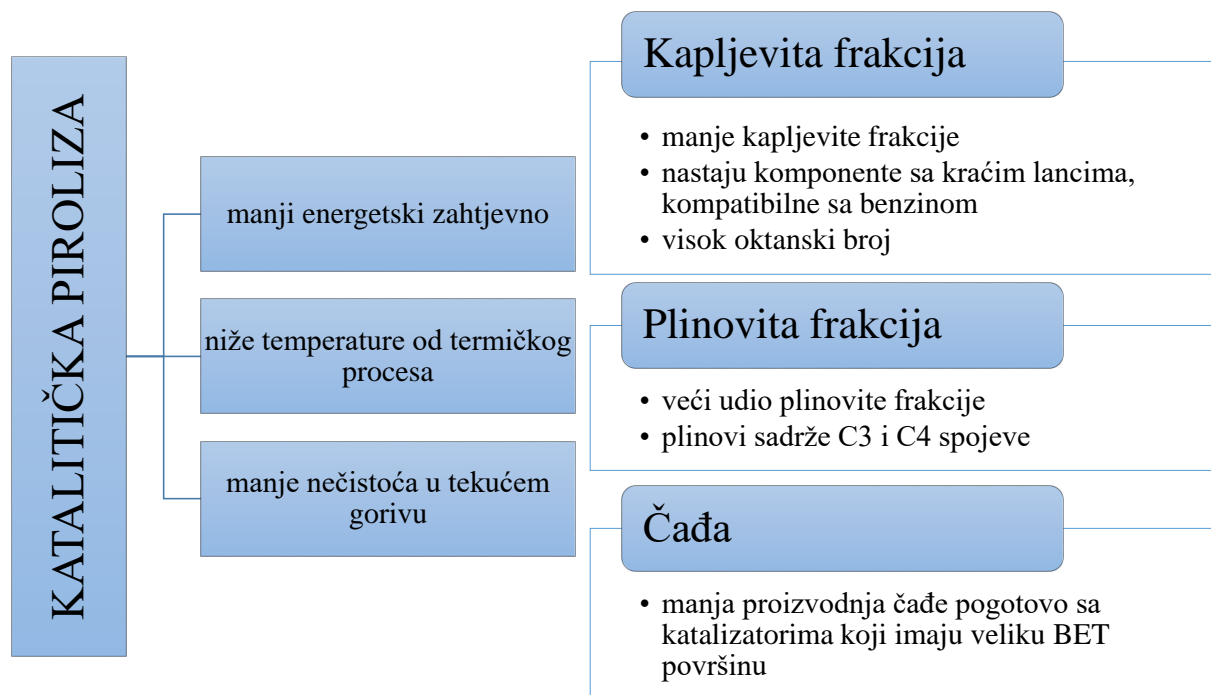 KATALITIČKA PIROLIZA
manji energetski zahtjevno
niže temperature od termičkog
procesa
manje nečistoća u tekućem
gorivu
Kapljevita frakcija
• manje kapljevite frakcije
• nastaju komponente sa kraćim lancima,
kompatibilne sa benzinom
• visok oktanski broj
Plinovita frakcija
• veći udio plinovite frakcije
• plinovi sadrže C3 i C4 spojeve
Čađa
• manja proizvodnja čađe pogotovo sa
katalizatorima koji imaju veliku BET
površinu